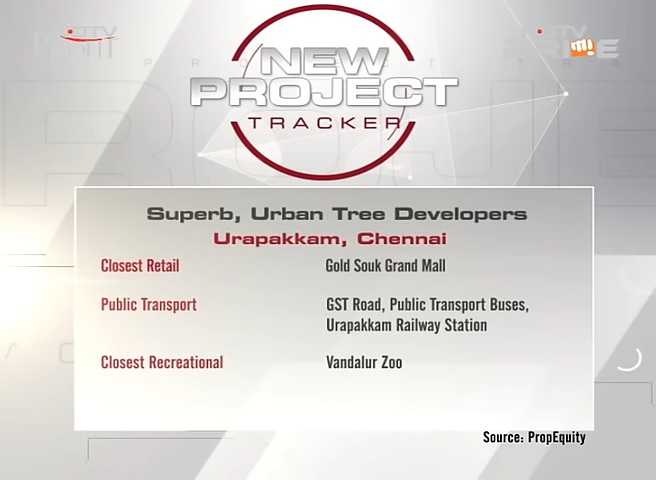 NDTV
NEW
PROJECT
TRACKER
Superb, Urban Tree Developers
Urapakkam, Chennai
Closest Retail Gold Souk Grand Mall
Public Transport GST Road, Public Transport Buses,
Urapakkam Railway Station
Closest Recreational Vandalur Zoo
Source: PropEquity